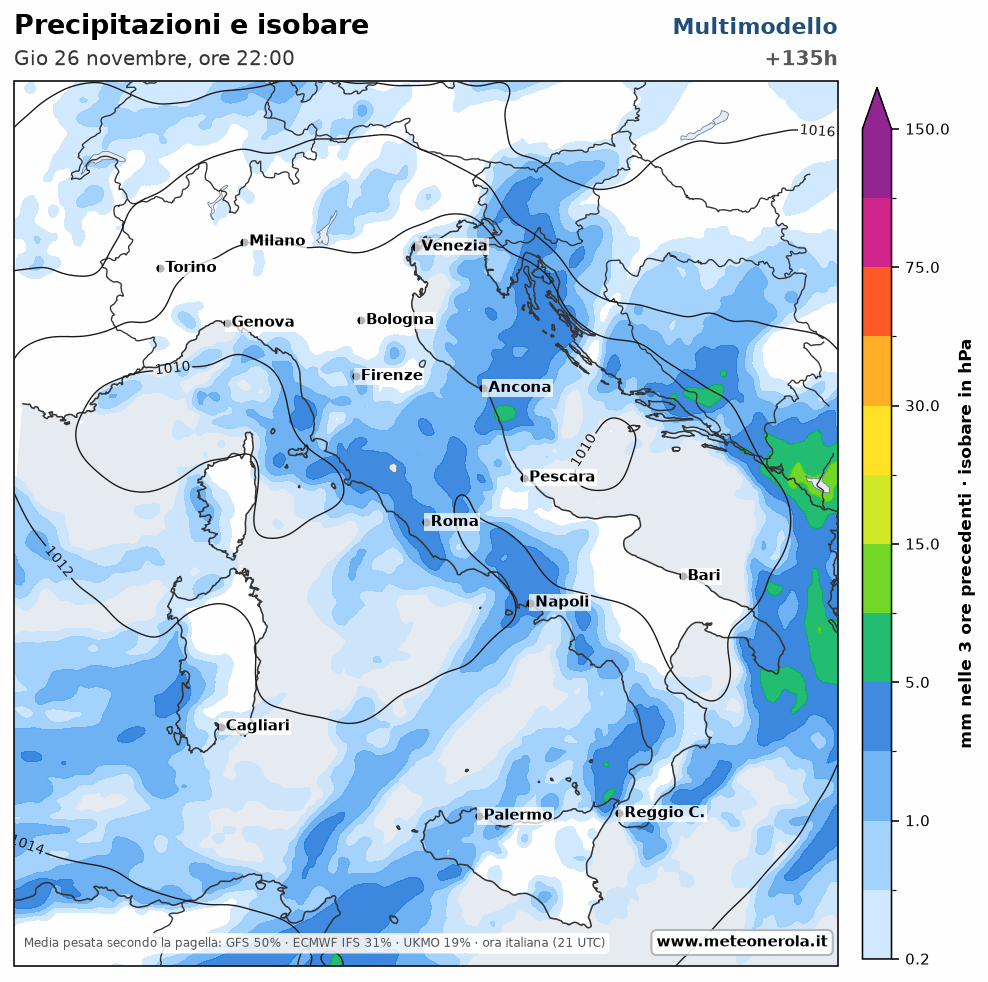 Precipitazioni e isobare
Multimodello
Gio 26 novembre, ore 22:00
+135h
1016
Milano
Venezia
Torino
Genova
Bologna
1010
Firenze
Ancona
1010
Pescara
Roma
1012
Bari
Napoli
Cagliari
Palermo
Reggio C.
1014
Media pesata secondo la pagella: GFS 50% · ECMWF IFS 31% · UKMO 19% · ora italiana (21 UTC)
www.meteonerola.it
150.0
75.0
30.0
15.0
5.0
1.0
0.2
mm nelle 3 ore precedenti · isobare in hPa